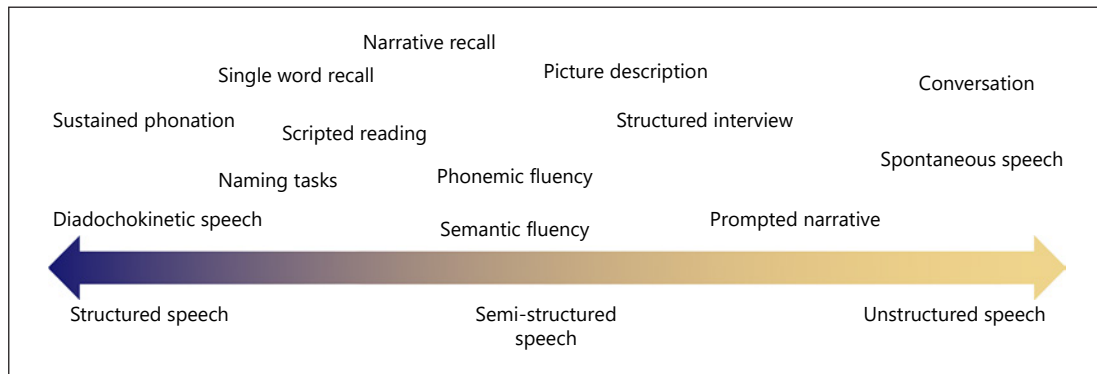 Narrative recall
Single word recall
Picture description
Conversation
Sustained phonation
Scripted reading
Structured interview
Spontaneous speech
Naming tasks
Phonemic fluency
Diadochokinetic speech
Semantic fluency
Prompted narrative
Structured speech
Semi-structured
speech
Unstructured speech